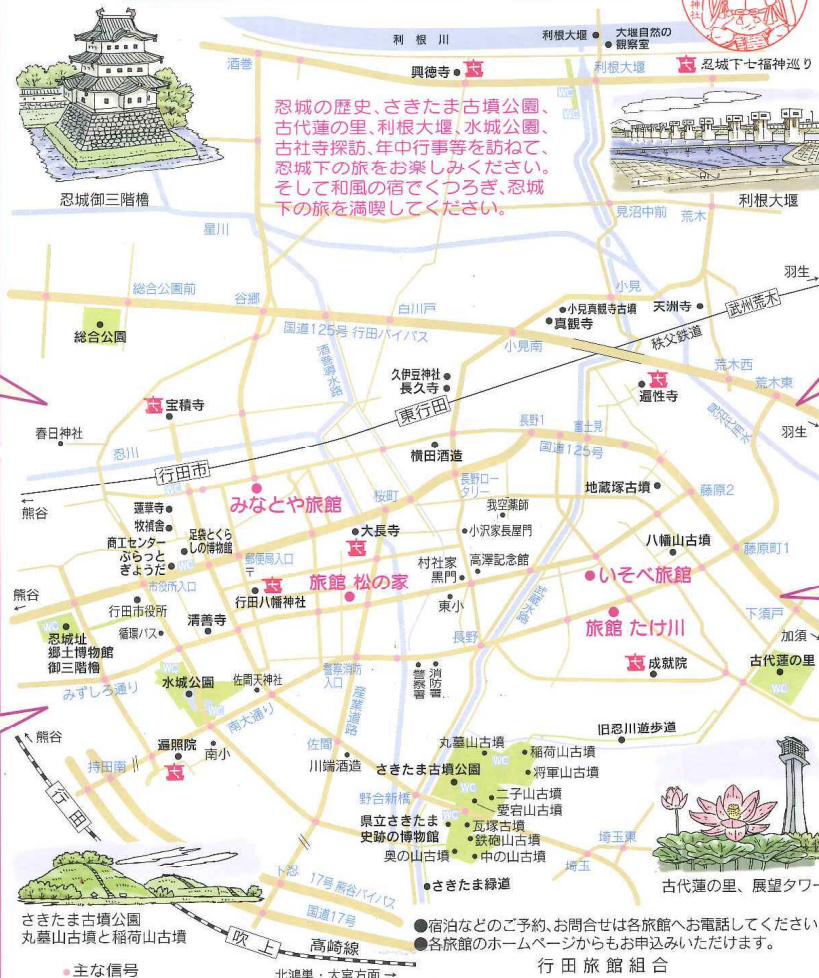 神社
利根川
利根大堰
大堰自然の
観察室
酒巻
興徳寺
利根大堰
忍城下七福神巡り
WC
WC
忍城の歴史、さきたま古墳公園、
古代蓮の里、利根大堰、水城公園、
古社寺探訪、年中行事等を訪ねて、
忍城下の旅をお楽しみください。
そして和風の宿でくつろぎ、忍城
下の旅を満喫してください。
忍城御三階櫓
利根大堰
星川
見沼中前
荒木
羽生
総合公園前
谷郷
白川戸
小見
小見真観寺古墳
真観寺
天洲寺
武州荒木
総合公園
国道125号 行田バイパス
小見南
秩父鉄道
酒巻導水路
久伊豆神社
長久寺
荒木西
荒木東
宝積寺
東行田
遍性寺
見沼代用水
春日神社
忍川
長野1
富士見
羽生
横田酒造
国道125号
行田市
熊谷
WC
みなとや旅館
桜町
長野ロー
タリー
地蔵塚古墳
藤原2
蓮華寺
牧禎舎
商工センター
ぶらっと
ぎょうだ
足袋とくら
しの博物館
WC
我空薬師
大長寺
小沢家長屋門
八幡山古墳
藤原町1
郵便局入口
〒
村社家
黒門
高澤記念館
いそべ旅館
熊谷
市役所入口
行田八幡神社
旅館 松の家
東小
武蔵水路
旅館 たけ川
下須戸
行田市役所
循環バス
清善寺
WC
忍城址
郷土博物館
御三階櫓
長野
加須
成就院
古代蓮の里
WC
みずしろ通り
WC
水城公園
佐間天神社
警察消防
入口
警察署
消防署
産業道路
WC
南大通り
熊谷
遍照院
南小
佐間
旧忍川遊歩道
持田南
川端酒造
丸墓山古墳
WC
稲荷山古墳
さきたま古墳公園
将軍山古墳
行田
野合新橋
WC
二子山古墳
愛宕山古墳
県立さきたま
史跡の博物館
WC
瓦塚古墳
鉄砲山古墳
奥の山古墳
中の山古墳
埼玉東
埼玉
下忍
17号 熊谷バイパス
国道17号
さきたま緑道
古代蓮の里、展望タワー
さきたま古墳公園
丸墓山古墳と稲荷山古墳
吹上
高崎線
●宿泊などのご予約、お問合せは各旅館へお電話してください
●各旅館のホームページからもお申込みいただけます。
主な信号
北鴻巣・大宮方面→
行田旅館組合